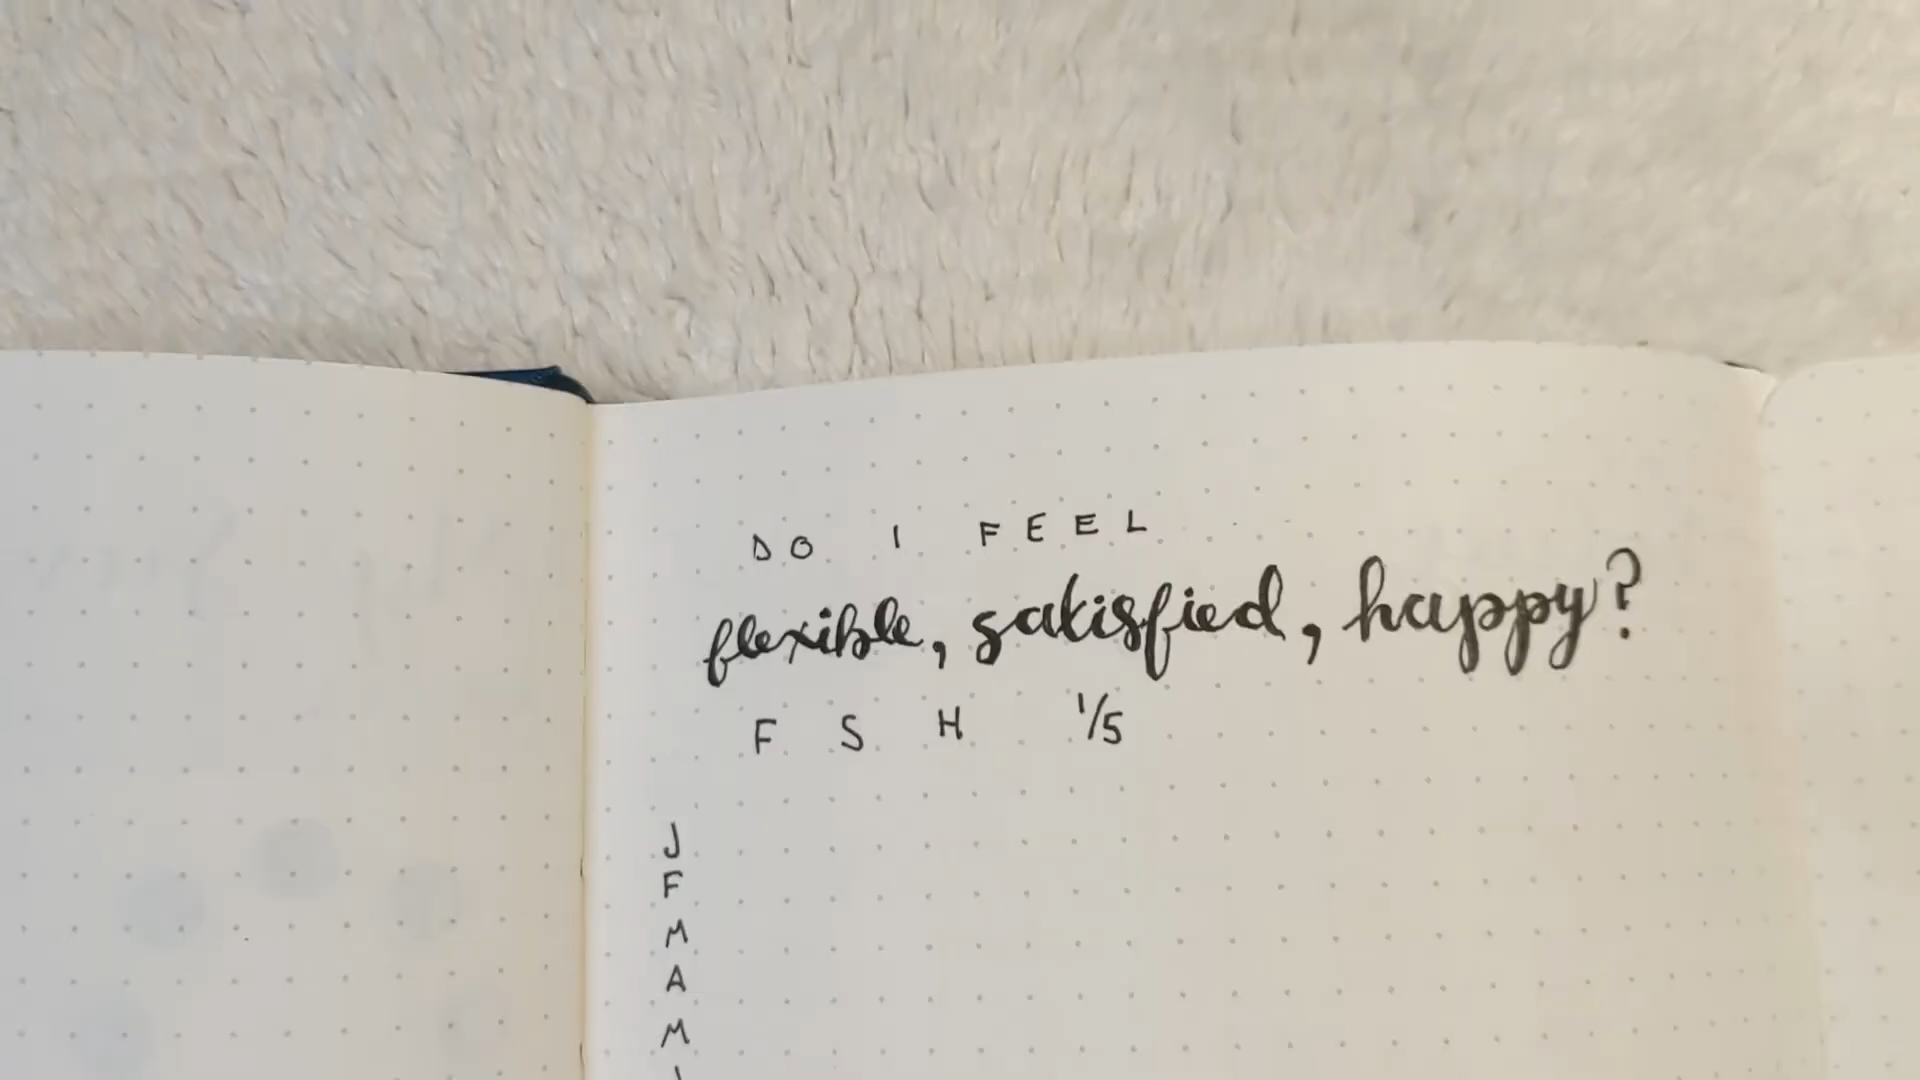 DO I FEEL
flexible, satisfied, happy?
F S H 1/5
J
F
M
A
M